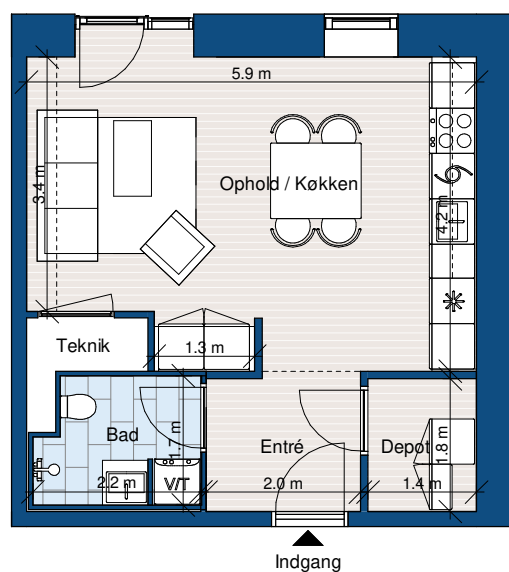 5.9 m
3.4 m
Ophold / Køkken
4.2 m
Teknik
1.3 m
Bad
1.7 m
Entré
Depot
1.8 m
2.2 m
V/T
2.0 m
1.4 m
Indgang